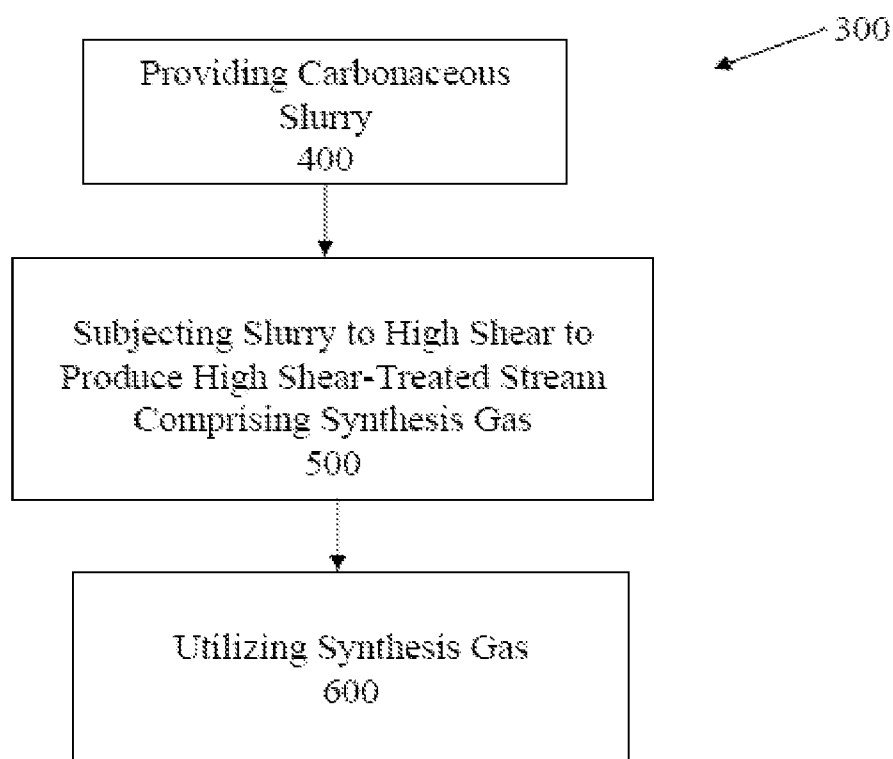 300
Providing Carbonaceous
Slurry
400
Subjecting Slurry to High Shear to
Produce High Shear-Treated Stream
Comprising Synthesis Gas
500
Utilizing Synthesis Gas
600